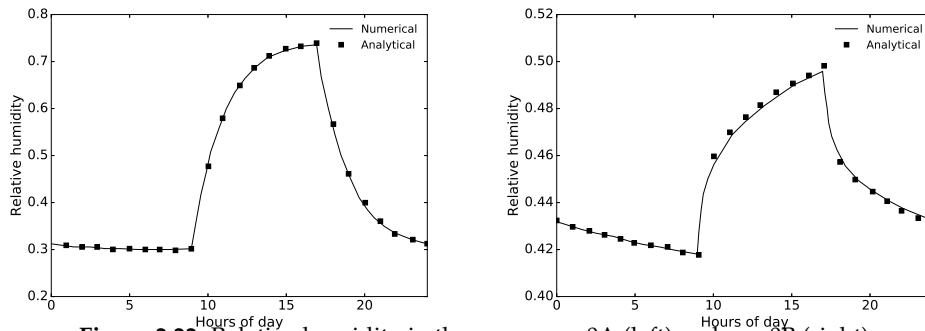 0.8
0.7
0.6
0.5
0.4
0.3
0.2
Relative humidity
0 5 10 15 20
Hours of day
Numerical
Analytical
0.52
0.50
0.48
0.46
0.44
0.42
0.40
Relative humidity
0 5 10 15 20
Hours of day
Numerical
Analytical
Relative humidity in the 0A (left) 0B (right)